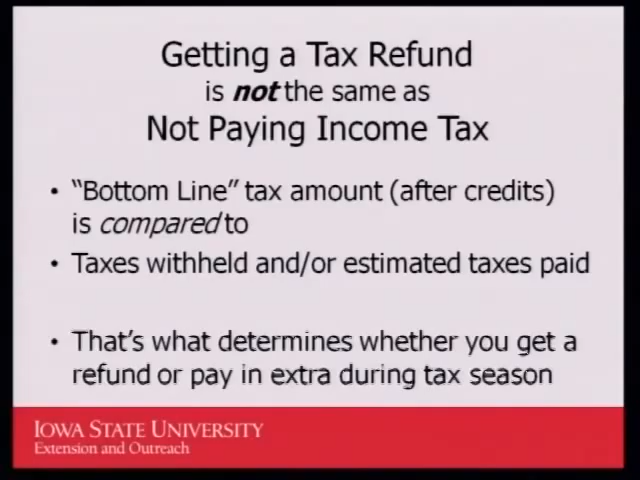 Getting a Tax Refund
is not the same as
Not Paying Income Tax
• “Bottom Line” tax amount (after credits)
is compared to
• Taxes withheld and/or estimated taxes paid
• That’s what determines whether you get a
refund or pay in extra during tax season
IOWA STATE UNIVERSITY
Extension and Outreach